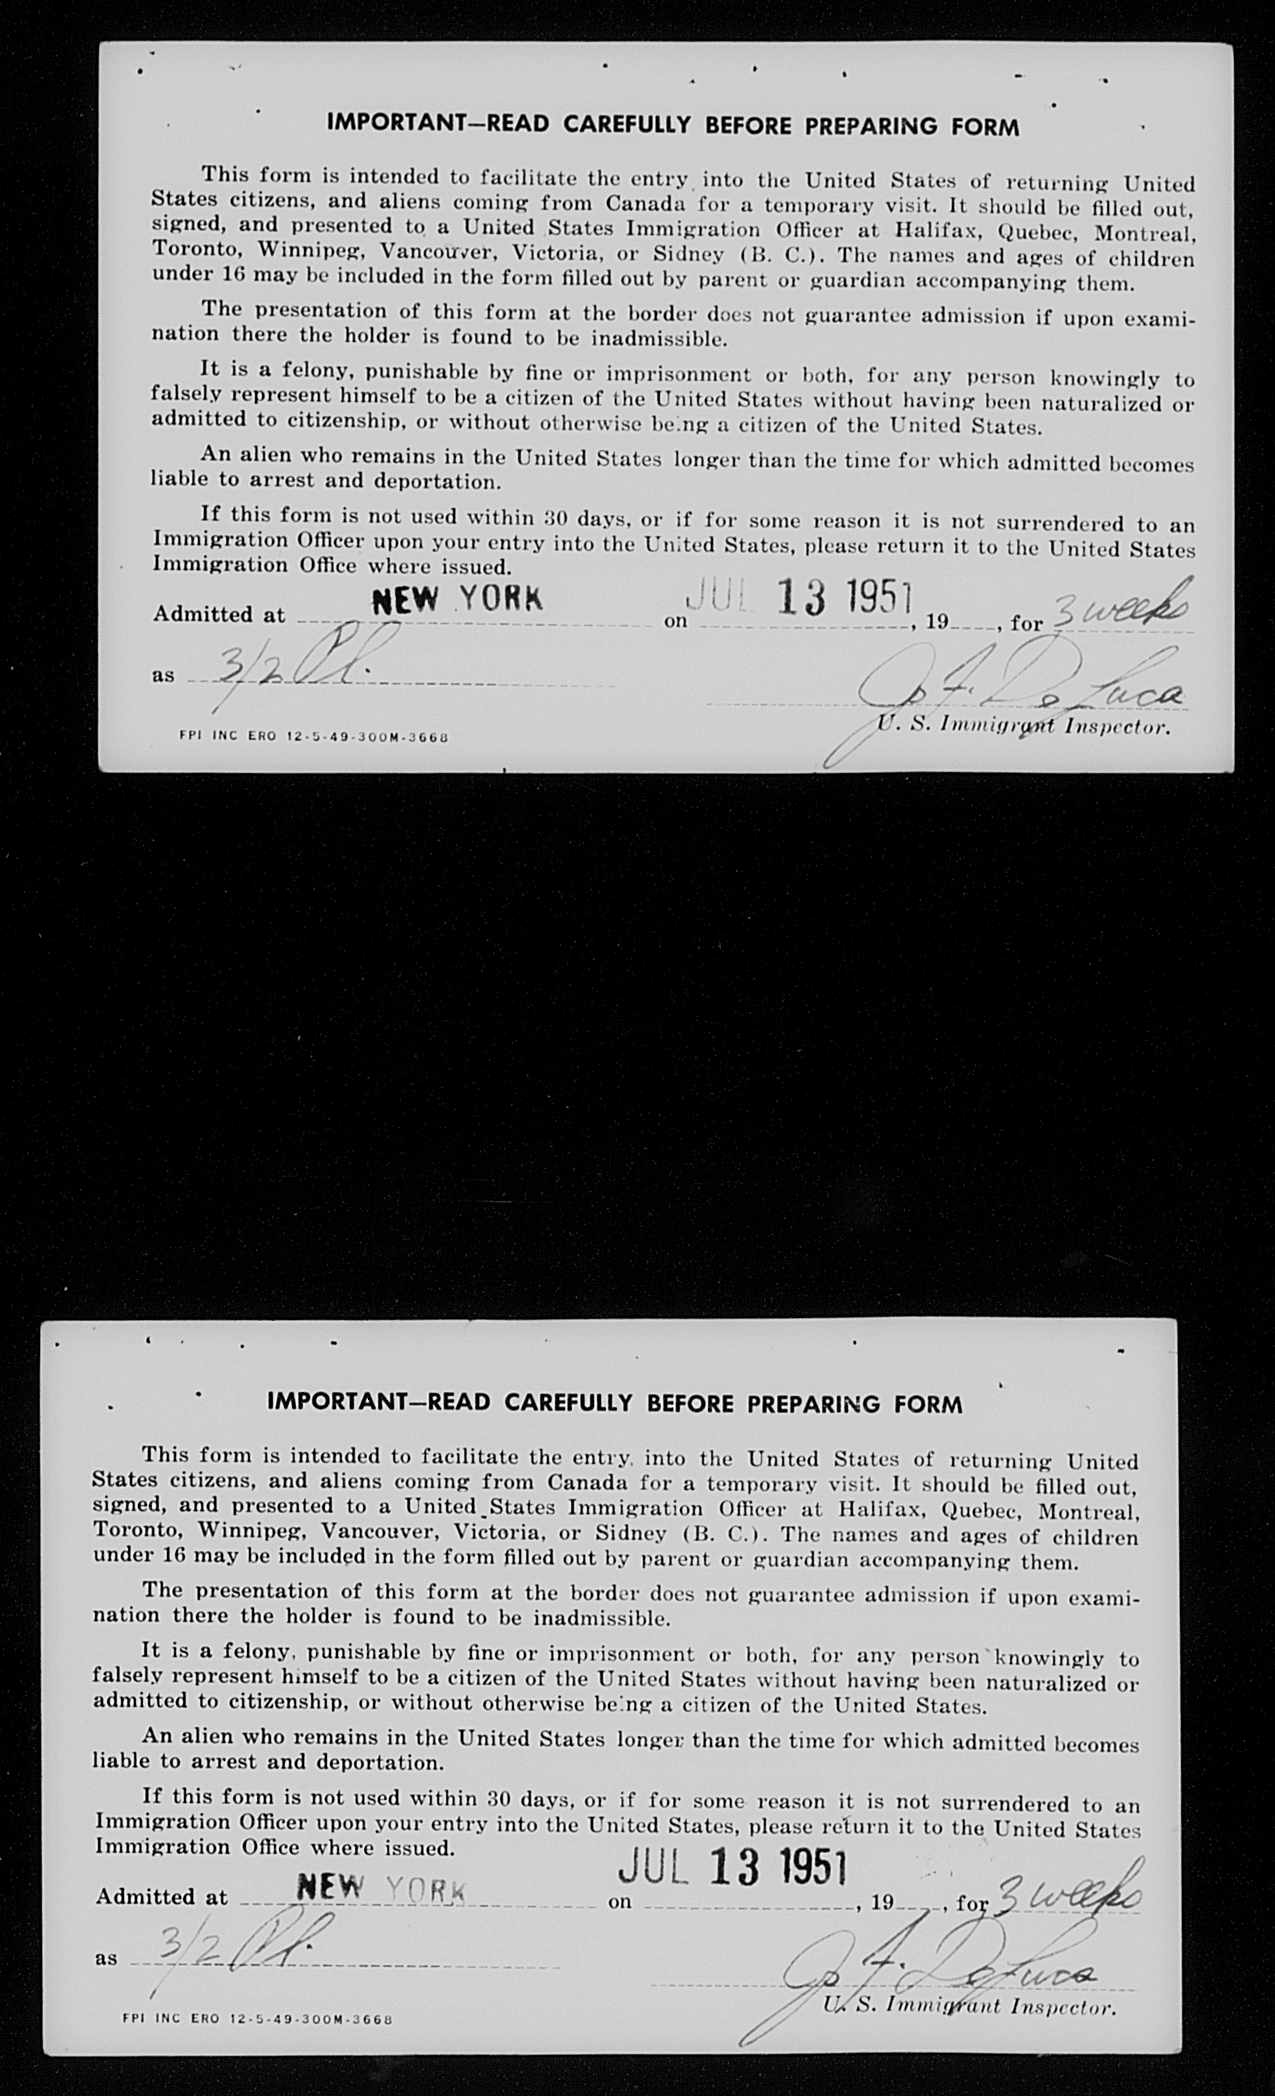 IMPORTANT—READ CAREFULLY BEFORE PREPARING FORM
This form is intended to facilitate the entry into the United States of returning United
States citizens, and aliens coming from Canada for a temporary visit. It should be filled out,
signed, and presented to a United States Immigration Officer at Halifax, Quebec, Montreal,
Toronto, Winnipeg, Vancouver, Victoria, or Sidney (B. C.). The names and ages of children
under 16 may be included in the form filled out by parent or guardian accompanying them.
The presentation of this form at the border does not guarantee admission if upon exami-
nation there the holder is found to be inadmissible.
It is a felony, punishable by fine or imprisonment or both, for any person knowingly to
falsely represent himself to be a citizen of the United States without having been naturalized or
admitted to citizenship, or without otherwise being a citizen of the United States.
An alien who remains in the United States longer than the time for which admitted becomes
liable to arrest and deportation.
If this form is not used within 30 days, or if for some reason it is not surrendered to an
Immigration Officer upon your entry into the United States, please return it to the United States
Immigration Office where issued.
Admitted at NEW YORK on JUL 13 1951, 19, for 3 weeks
as 3/2 Pl. J. F. De Luca
U. S. Immigrant Inspector.
FPI INC ERO 12-5-49-300M-3668
IMPORTANT—READ CAREFULLY BEFORE PREPARING FORM
This form is intended to facilitate the entry into the United States of returning United
States citizens, and aliens coming from Canada for a temporary visit. It should be filled out,
signed, and presented to a United States Immigration Officer at Halifax, Quebec, Montreal,
Toronto, Winnipeg, Vancouver, Victoria, or Sidney (B. C.). The names and ages of children
under 16 may be included in the form filled out by parent or guardian accompanying them.
The presentation of this form at the border does not guarantee admission if upon exami-
nation there the holder is found to be inadmissible.
It is a felony, punishable by fine or imprisonment or both, for any person knowingly to
falsely represent himself to be a citizen of the United States without having been naturalized or
admitted to citizenship, or without otherwise being a citizen of the United States.
An alien who remains in the United States longer than the time for which admitted becomes
liable to arrest and deportation.
If this form is not used within 30 days, or if for some reason it is not surrendered to an
Immigration Officer upon your entry into the United States, please return it to the United States
Immigration Office where issued.
Admitted at NEW YORK on JUL 13 1951, 19, for 3 weeks
as 3/2 Pl. J. F. De Luca
U. S. Immigrant Inspector.
FPI INC ERO 12-5-49-300M-3668